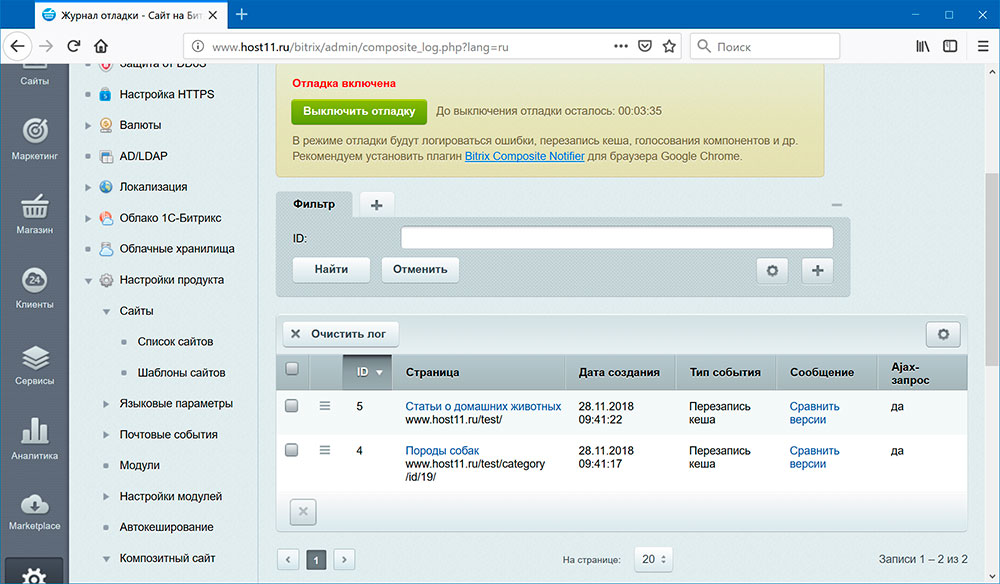 Журнал отладки - Сайт на Бит
www.host11.ru/bitrix/admin/composite_log.php?lang=ru
Поиск
Сайты
Маркетинг
Магазин
24
Клиенты
Сервисы
Аналитика
Marketplace
Защита от DDoS
Настройка HTTPS
Валюты
AD/LDAP
Локализация
Облако 1С-Битрикс
Облачные хранилища
Настройки продукта
Сайты
Список сайтов
Шаблоны сайтов
Языковые параметры
Почтовые события
Модули
Настройки модулей
Автокеширование
Композитный сайт
Отладка включена
Выключить отладку До выключения отладки осталось: 00:03:35
В режиме отладки будут логироваться ошибки, перезапись кеша, голосования компонентов и др.
Рекомендуем установить плагин Bitrix Composite Notifier для браузера Google Chrome.
Фильтр
ID:
Найти Отменить
Очистить лог
ID Страница Дата создания Тип события Сообщение Ajax-
запрос
5 Статьи о домашних животных 28.11.2018 Перезапись Сравнить да
www.host11.ru/test/ 09:41:22 кеша версии
4 Породы собак 28.11.2018 Перезапись Сравнить да
www.host11.ru/test/category 09:41:17 кеша версии
/id/19/
1 На странице: 20 Записи 1 – 2 из 2